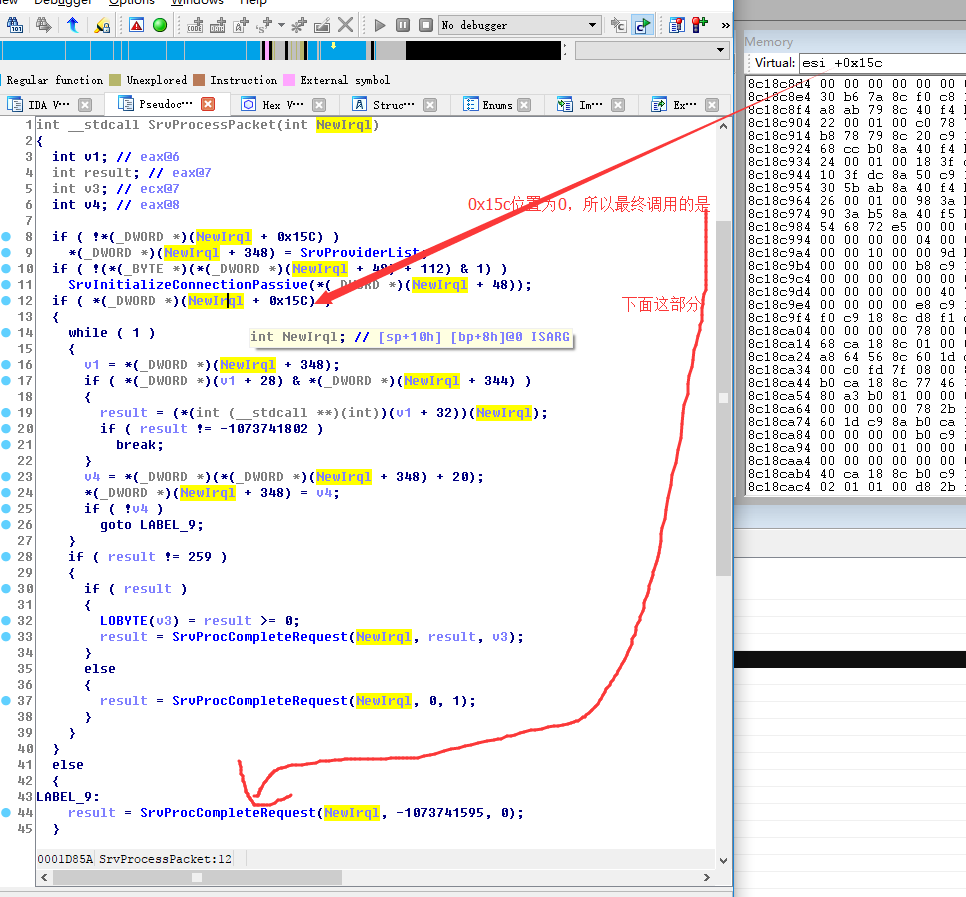 Debugger Options Windows Help
No debugger
Regular function Unexplored Instruction External symbol
IDA V··· Pseudoc··· Hex V··· Struc··· Enums Im··· Ex···
1 int __stdcall SrvProcessPacket(int NewIrql)
2 {
3 int v1; // eax@6
4 int result; // eax@7
5 int v3; // ecx@7
6 int v4; // eax@8
7
8 if ( !*(_DWORD *)(NewIrql + 0x15C) )
9 *(_DWORD *)(NewIrql + 348) = SrvProviderList;
10 if ( !(*(_BYTE *)(*(_DWORD *)(NewIrql + 48) + 112) & 1) )
11 SrvInitializeConnectionPassive(*(_DWORD *)(NewIrql + 48));
12 if ( *(_DWORD *)(NewIrql + 0x15C) )
13 {
14 while ( 1 )
int NewIrql; // [sp+10h] [bp+8h]@0 ISARG
15 {
16 v1 = *(_DWORD *)(NewIrql + 348);
17 if ( *(_DWORD *)(v1 + 28) & *(_DWORD *)(NewIrql + 344) )
18 {
19 result = (*(int (__stdcall **)(int))(v1 + 32))(NewIrql);
20 if ( result != -1073741802 )
21 break;
22 }
23 v4 = *(_DWORD *)(*(_DWORD *)(NewIrql + 348) + 20);
24 *(_DWORD *)(NewIrql + 348) = v4;
25 if ( !v4 )
26 goto LABEL_9;
27 }
28 if ( result != 259 )
29 {
30 if ( result )
31 {
32 LOBYTE(v3) = result >= 0;
33 result = SrvProcCompleteRequest(NewIrql, result, v3);
34 }
35 else
36 {
37 result = SrvProcCompleteRequest(NewIrql, 0, 1);
38 }
39 }
40 }
41 else
42 {
43 LABEL_9:
44 result = SrvProcCompleteRequest(NewIrql, -1073741595, 0);
45 }
0001D85A SrvProcessPacket:12
0x15c位置为0，所以最终调用的是
下面这部分
Memory
Virtual: esi +0x15c
8c18c8d4 00 00 00 00 00 00
8c18c8e4 30 b6 7a 8c f0 c8
8c18c8f4 a8 ab 79 8c 40 f4
8c18c904 22 00 01 00 c0 78
8c18c914 b8 78 79 8c 20 c9
8c18c924 68 cc b0 8a 40 f4
8c18c934 24 00 01 00 18 3f
8c18c944 10 3f dc 8a 50 c9
8c18c954 30 5b ab 8a 40 f4
8c18c964 26 00 01 00 98 3a
8c18c974 90 3a b5 8a 40 f5
8c18c984 54 68 72 e5 00 00
8c18c994 00 00 00 00 04 00
8c18c9a4 00 00 10 00 00 9d
8c18c9b4 00 00 00 00 b8 c9
8c18c9c4 00 00 00 00 00 00
8c18c9d4 00 00 00 00 00 40
8c18c9e4 00 00 00 00 e8 c9
8c18c9f4 f0 c9 18 8c d8 f1
8c18ca04 00 00 00 00 78 00
8c18ca14 68 ca 18 8c 01 00
8c18ca24 a8 64 56 8c 60 1d
8c18ca34 00 c0 fd 7f 08 00
8c18ca44 b0 ca 18 8c 77 46
8c18ca54 80 a3 b0 81 00 00
8c18ca64 00 00 00 00 78 2b
8c18ca74 60 1d c9 8a b0 ca
8c18ca84 00 00 00 00 b0 c9
8c18ca94 00 00 00 00 01 00
8c18caa4 00 00 00 00 00 00
8c18cab4 40 ca 18 8c b0 c9
8c18cac4 02 01 01 00 d8 2b